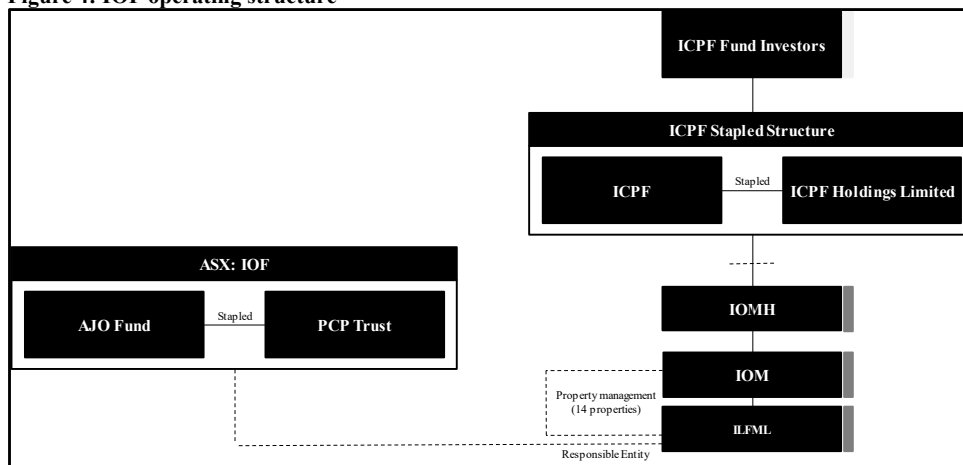 Figure 4: IOF operating structure
ICPF Fund Investors
ICPF Stapled Structure
ICPF
Stapled
ICPF Holdings Limited
ASX: IOF
AJO Fund
Stapled
PCP Trust
IOMH
IOM
Property management
(14 properties)
ILFML
Responsible Entity